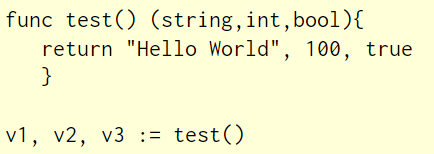 func test() (string,int,bool){
   return "Hello World", 100, true
   }

v1, v2, v3 := test()